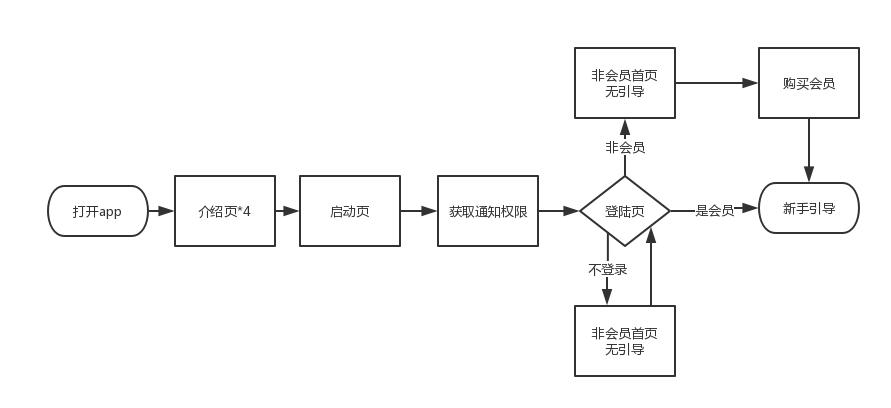 打开app
介绍页*4
启动页
获取通知权限
登陆页
非会员
非会员首页
无引导
购买会员
是会员
新手引导
不登录
非会员首页
无引导